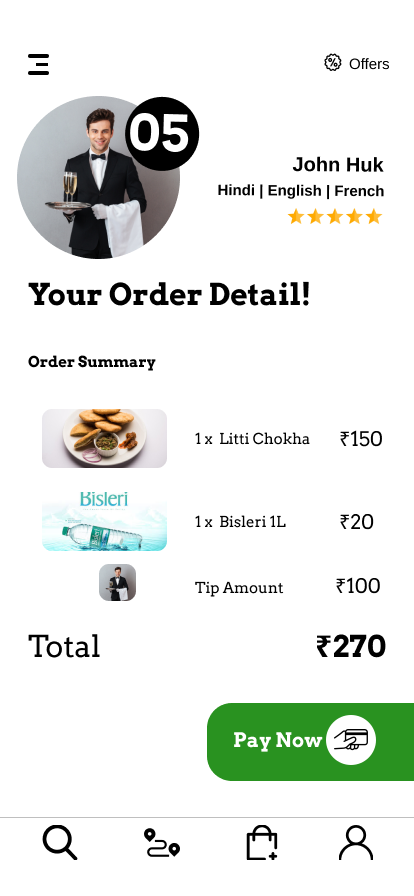 Offers
05
John Huk
Hindi | English | French
Your Order Detail!
Order Summary
1 x Litti Chokha ₹150
Bisleri
1 x Bisleri 1L ₹20
Tip Amount ₹100
Total ₹270
Pay Now